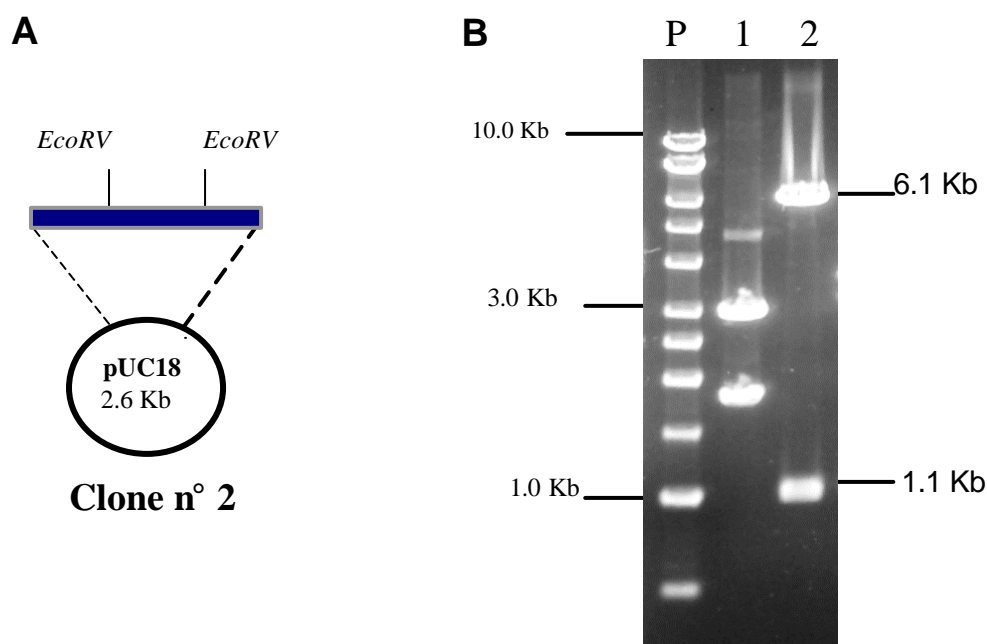 A
EcoRV EcoRV
pUC18
2.6 Kb
Clone n° 2
B
P 1 2
10.0 Kb
6.1 Kb
3.0 Kb
1.0 Kb
1.1 Kb